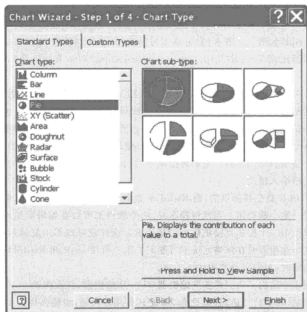 Chart Wizard - Step 1 of 4 - Chart Type
Standard Types
Custom Types
Chart type:
Column
Bar
Line
Pie
XY (Scatter)
Area
Doughnut
Radar
Surface
Bubble
Stock
Cylinder
Cone
Chart sub-type:
Pie. Displays the contribution of each
value to a total.
Press and Hold to View Sample
Cancel
< Back
Next >
Finish